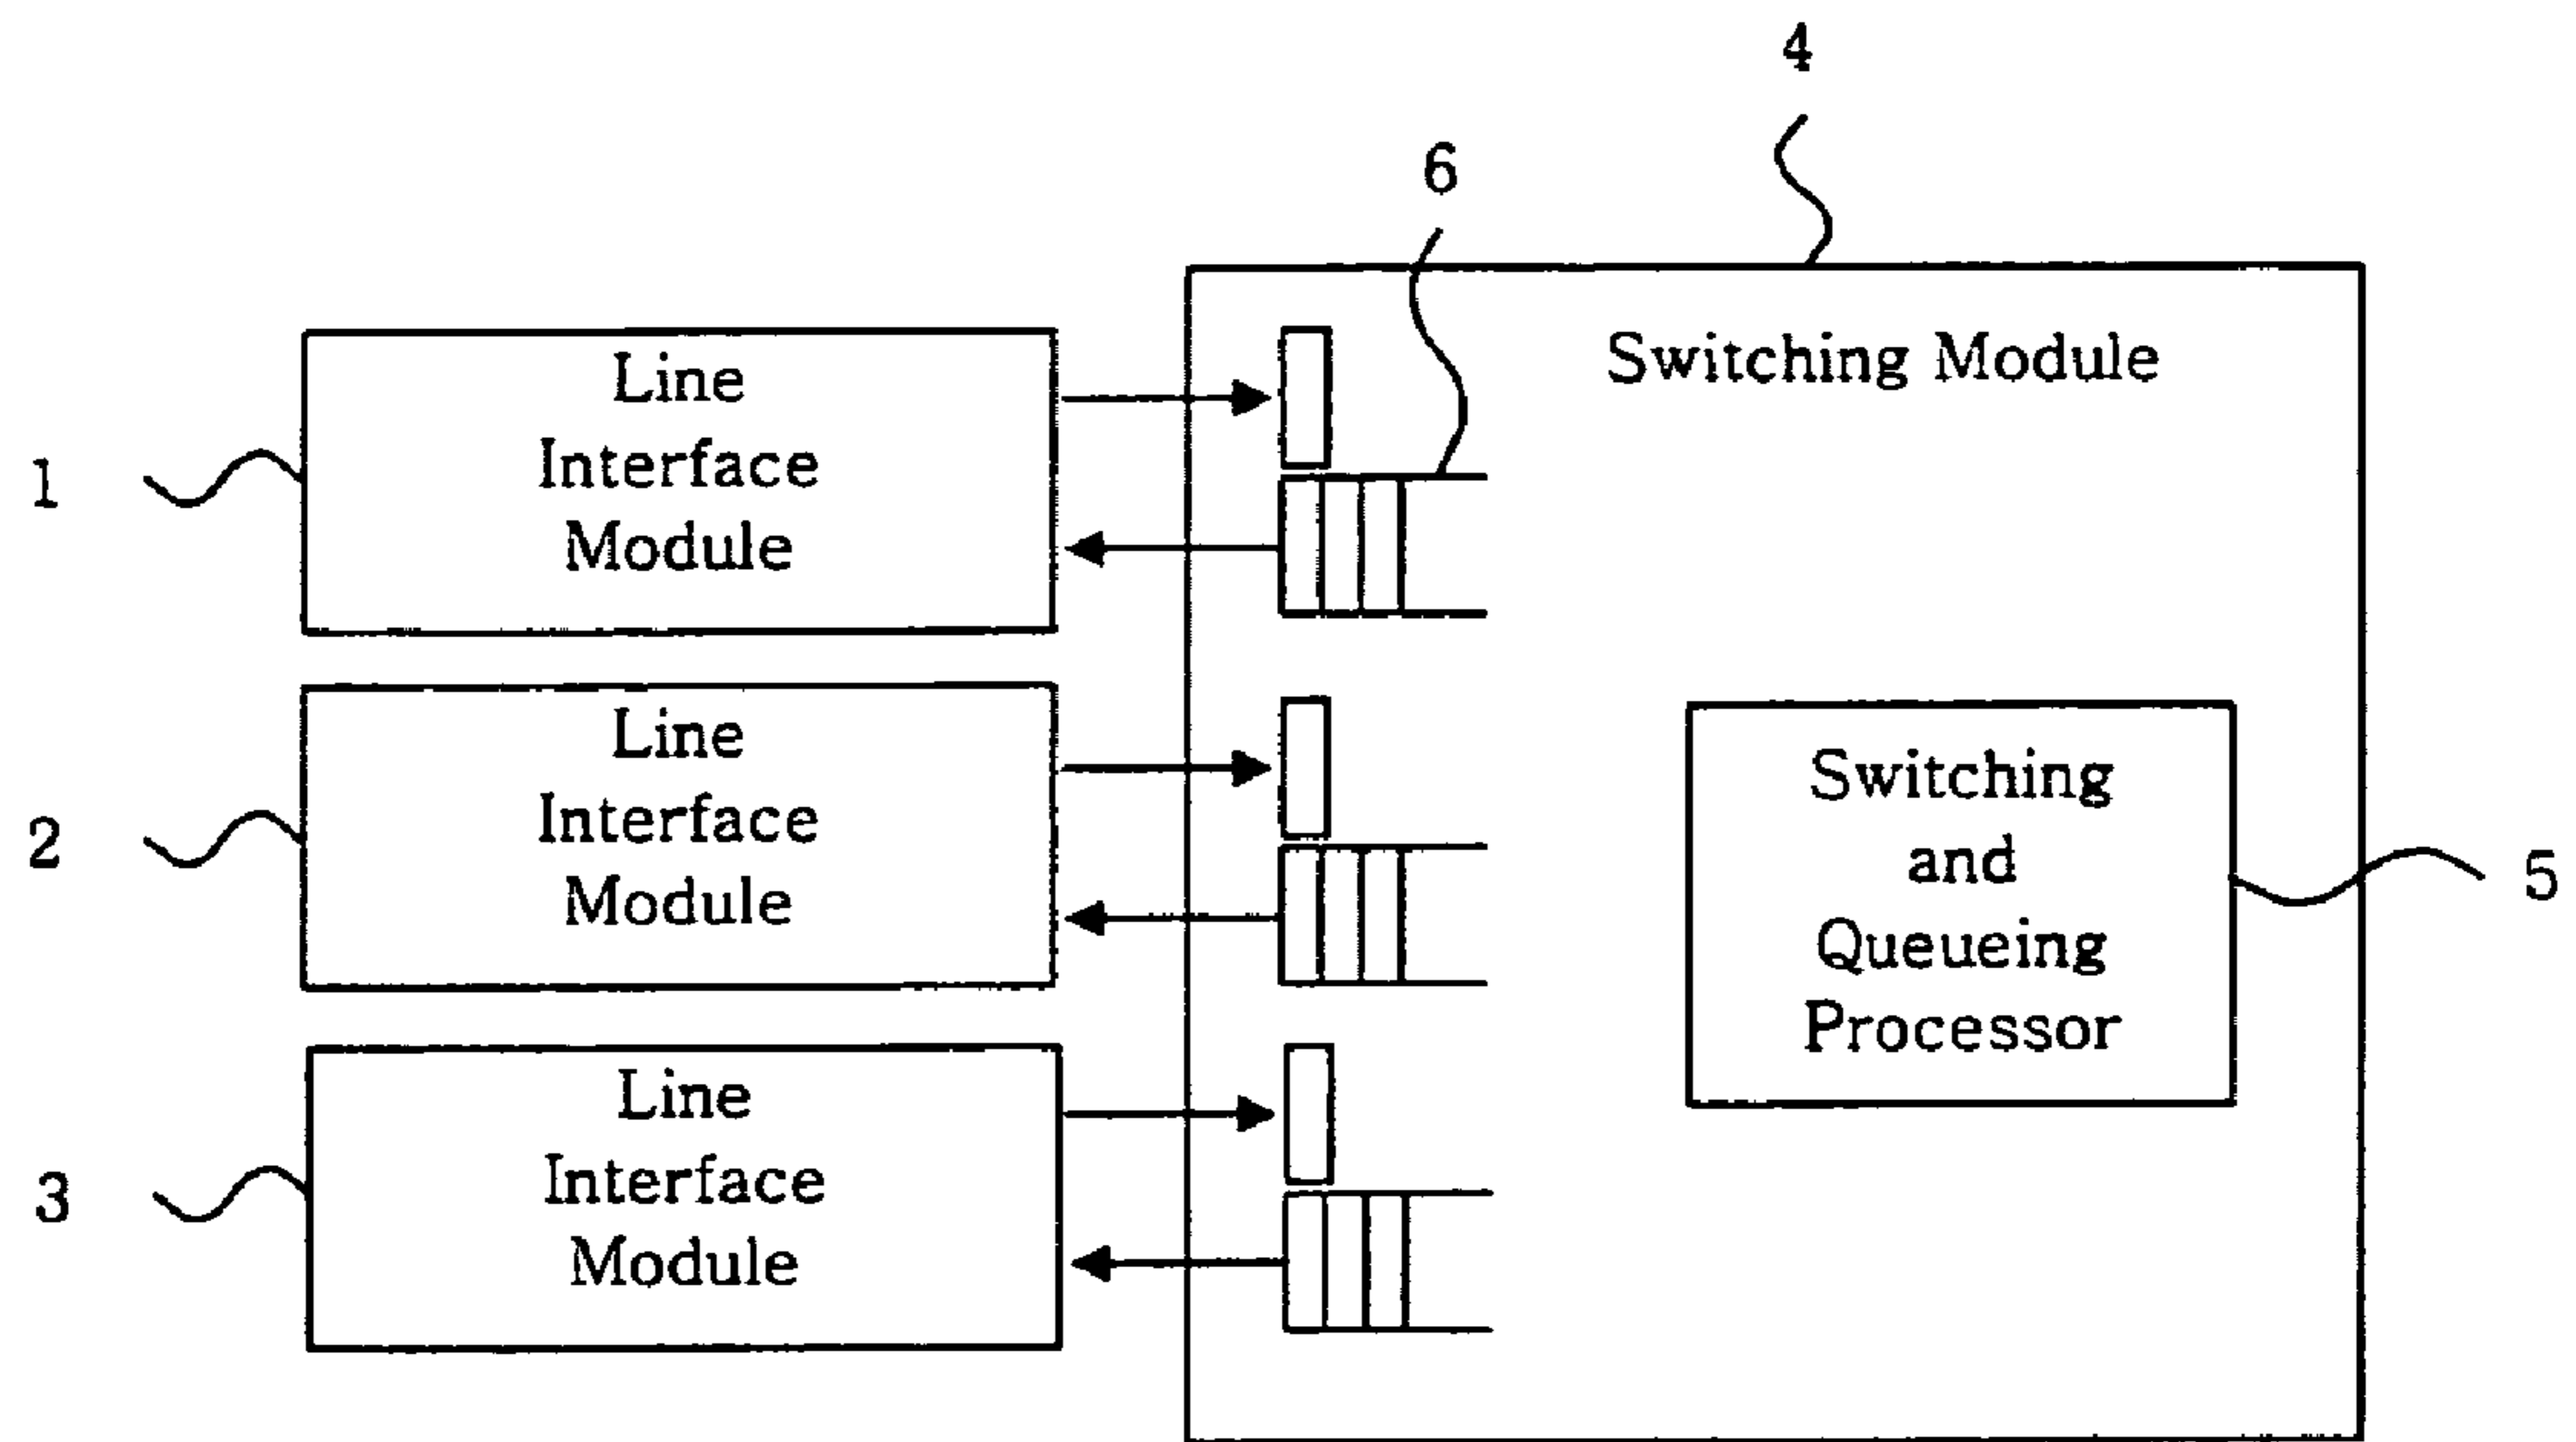 4
6
Switching Module
Line
Interface
Module
1
Line
Interface
Module
2
Switching
and
Queueing
Processor
5
Line
Interface
Module
3